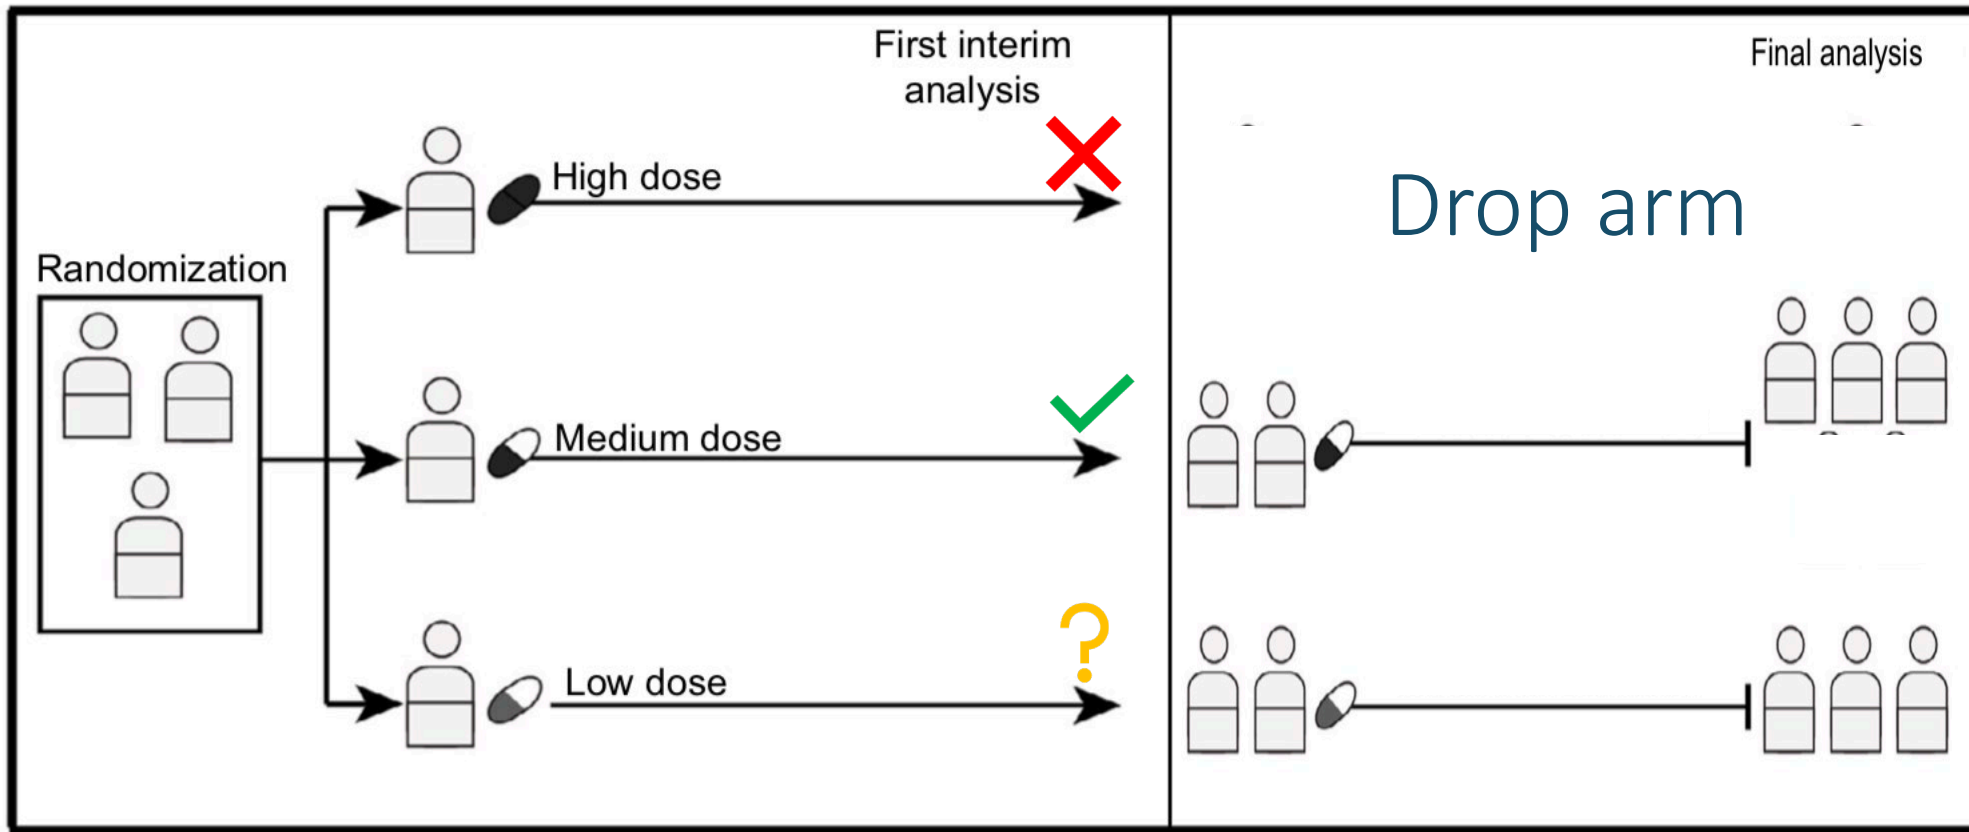 First interim
analysis
Final analysis
High dose
Drop arm
Randomization
Medium dose
?
Low dose